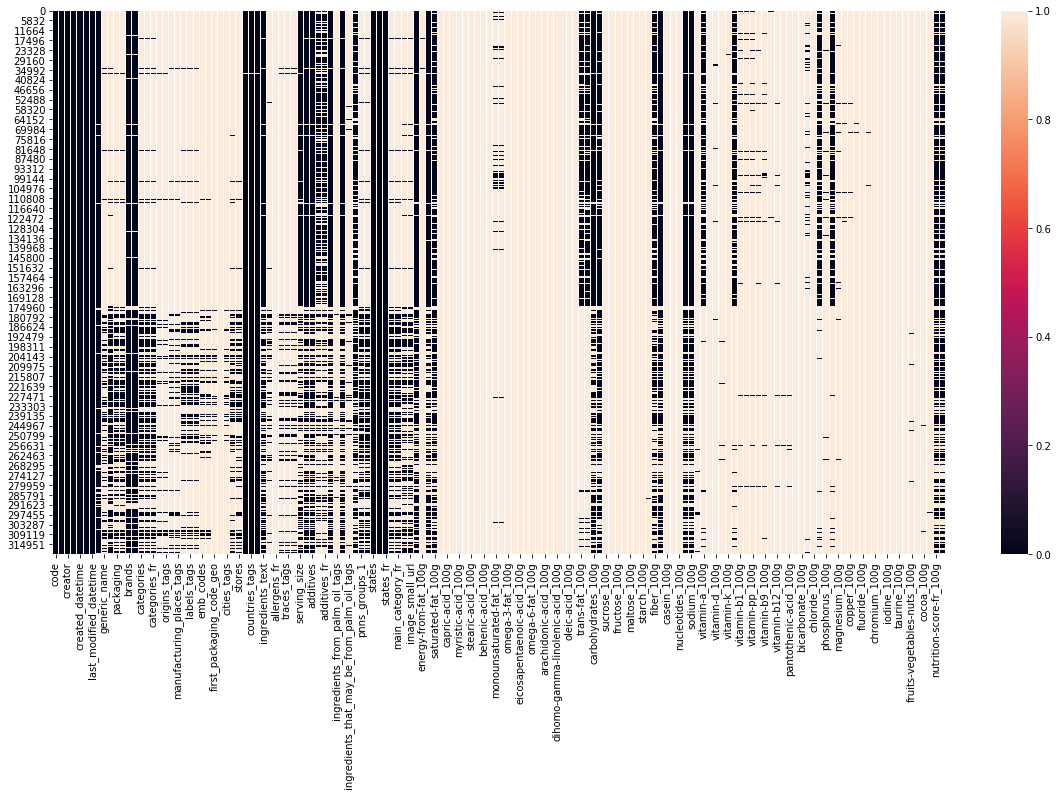 0
5832
11664
17496
23328
29160
34992
40824
46656
52488
58320
64152
69984
75816
81648
87480
93312
99144
104976
110808
116640
122472
128304
134136
139968
145800
151632
157464
163296
169128
174960
180792
186624
192479
198311
204143
209975
215807
221639
227471
233303
239135
244967
250799
256631
262463
268295
274127
279959
285791
291623
297455
303287
309119
314951
code
creator
created_datetime
last_modified_datetime
generic_name
packaging
brands
categories
categories_fr
origins_tags
manufacturing_places_tags
labels_tags
emb_codes
first_packaging_code_geo
cities_tags
stores
countries_tags
ingredients_text
allergens_fr
traces_tags
serving_size
additives
additives_fr
ingredients_from_palm_oil_tags
ingredients_that_may_be_from_palm_oil_tags
pnns_groups_1
states
states_fr
main_category_fr
image_small_url
energy-from-fat_100g
saturated-fat_100g
capric-acid_100g
myristic-acid_100g
stearic-acid_100g
behenic-acid_100g
monounsaturated-fat_100g
omega-3-fat_100g
eicosapentaenoic-acid_100g
omega-6-fat_100g
arachidonic-acid_100g
oleic-acid_100g
dihomo-gamma-linolenic-acid_100g
trans-fat_100g
carbohydrates_100g
sucrose_100g
fructose_100g
maltose_100g
starch_100g
fiber_100g
casein_100g
nucleotides_100g
sodium_100g
vitamin-a_100g
vitamin-d_100g
vitamin-k_100g
vitamin-b1_100g
vitamin-pp_100g
vitamin-b9_100g
vitamin-b12_100g
pantothenic-acid_100g
bicarbonate_100g
chloride_100g
phosphorus_100g
magnesium_100g
copper_100g
fluoride_100g
chromium_100g
iodine_100g
taurine_100g
fruits-vegetables-nuts_100g
cocoa_100g
nutrition-score-fr_100g
1.0
0.8
0.6
0.4
0.2
0.0